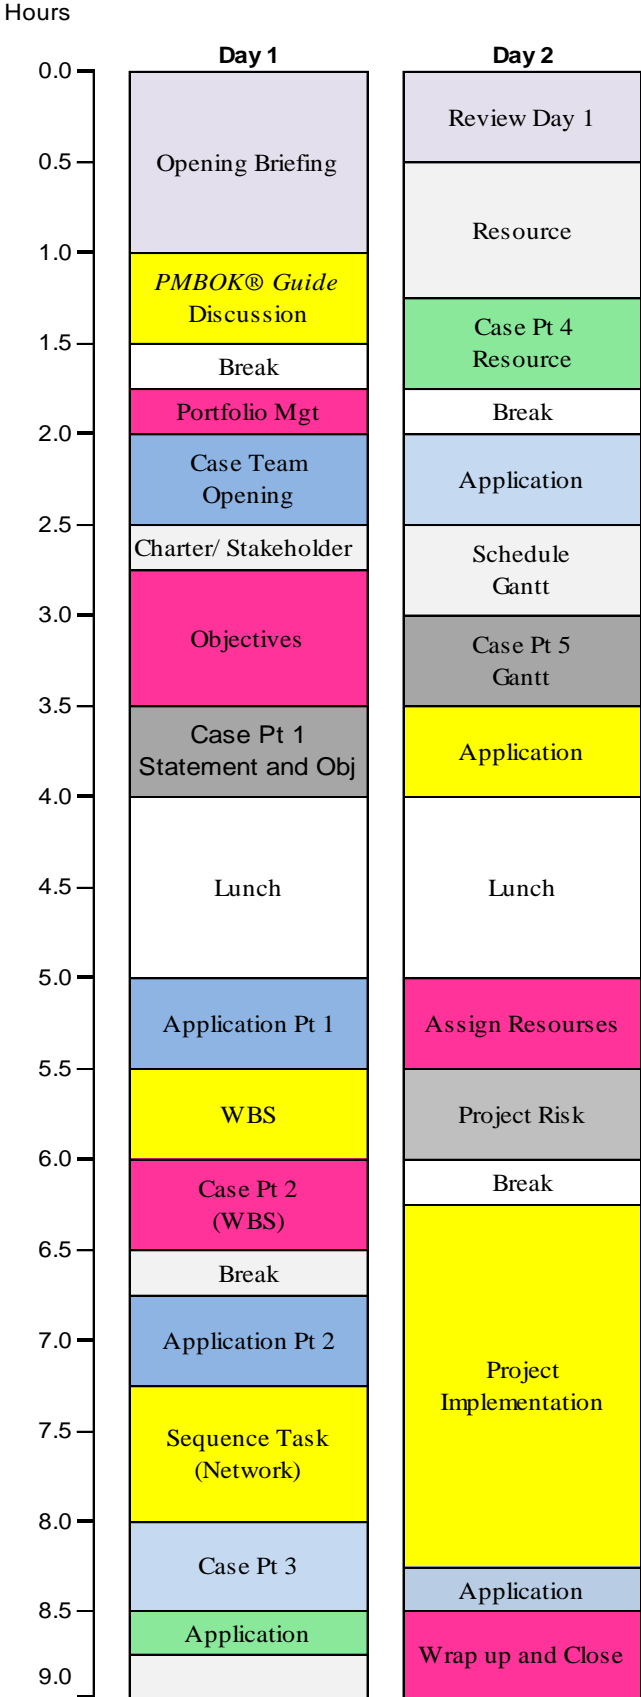 Hours
Day 1
Day 2
0.0
0.5
1.0
1.5
2.0
2.5
3.0
3.5
4.0
4.5
5.0
5.5
6.0
6.5
7.0
7.5
8.0
8.5
9.0
Opening Briefing
PMBOK® Guide
Discussion
Break
Portfolio Mgt
Case Team
Opening
Charter/ Stakeholder
Objectives
Case Pt 1
Statement and Obj
Lunch
Application Pt 1
WBS
Case Pt 2
(WBS)
Break
Application Pt 2
Sequence Task
(Network)
Case Pt 3
Application
Review Day 1
Resource
Case Pt 4
Resource
Break
Application
Schedule
Gantt
Case Pt 5
Gantt
Application
Lunch
Assign Resourses
Project Risk
Break
Project
Implementation
Application
Wrap up and Close